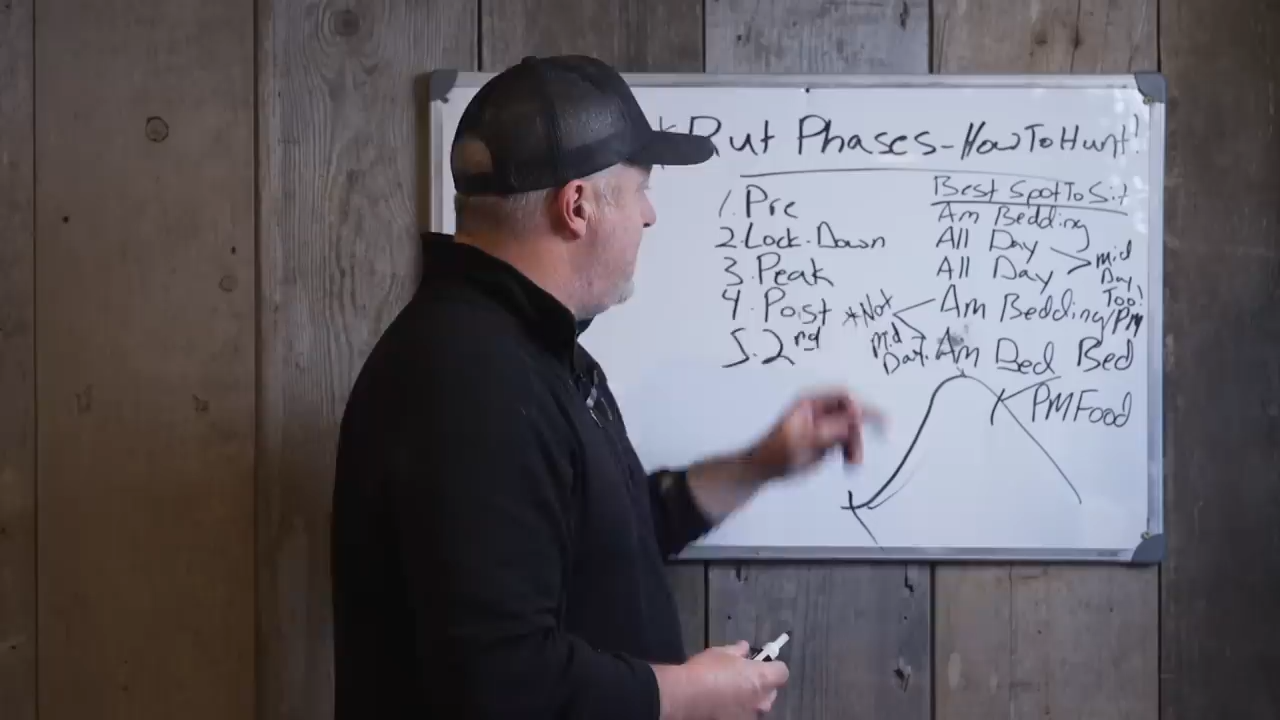 *Rut Phases-How To Hunt!
Best Spot To Sit
1. Pre
Am Bedding
2. Lock-Down
All Day
3. Peak
All Day
Mid
Day
Too!
4. Post
*Not
Mid
Day.
Am Bedding/PM
5. 2nd
Am Bed Bed
PM Food